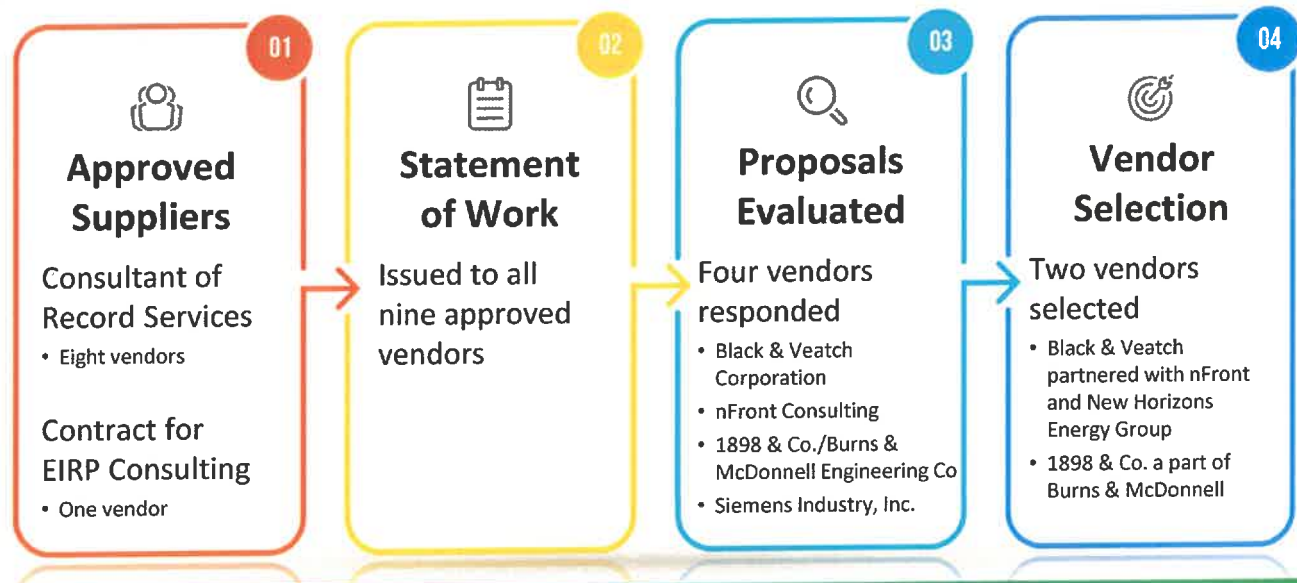 01
Approved
Suppliers
Consultant of
Record Services
• Eight vendors
Contract for
EIRP Consulting
• One vendor
02
Statement
of Work
Issued to all
nine approved
vendors
03
Proposals
Evaluated
Four vendors
responded
• Black & Veatch
Corporation
• nFront Consulting
• 1898 & Co./Burns &
McDonnell Engineering Co
• Siemens Industry, Inc.
04
Vendor
Selection
Two vendors
selected
• Black & Veatch
partnered with nFront
and New Horizons
Energy Group
• 1898 & Co. a part of
Burns & McDonnell